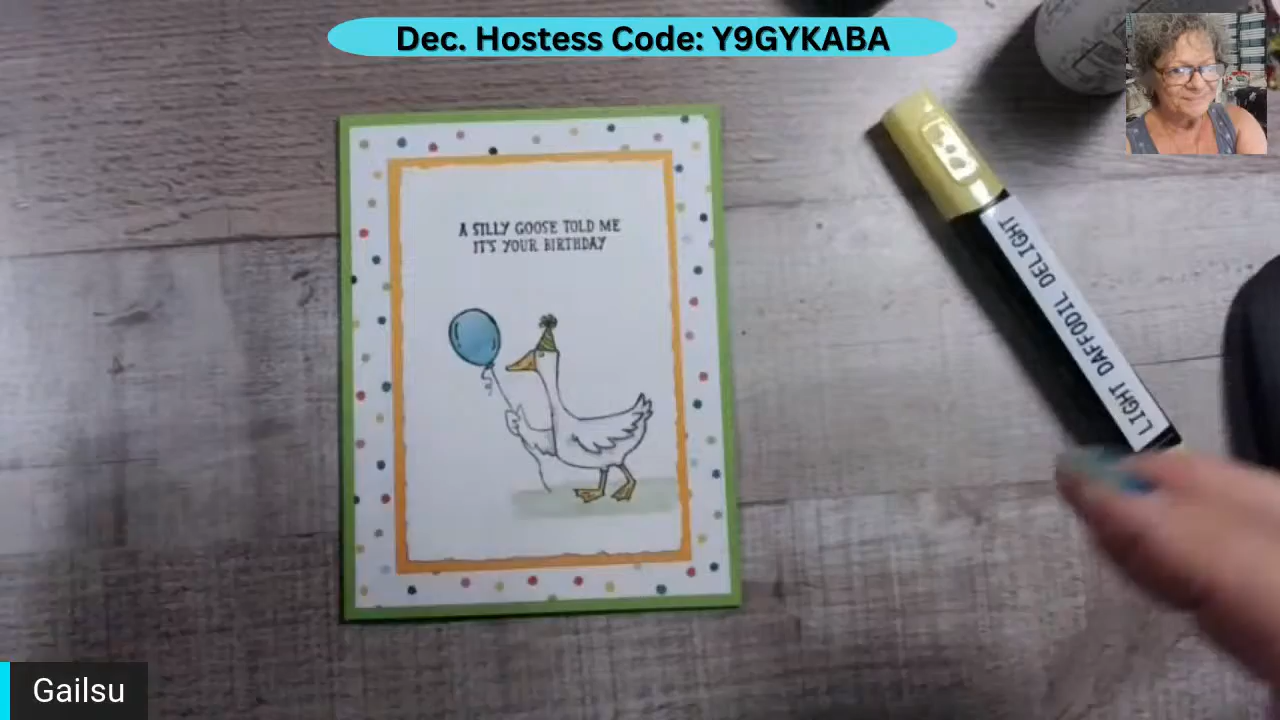 Dec. Hostess Code: Y9GYKABA
A SILLY GOOSE TOLD ME
IT'S YOUR BIRTHDAY
LIGHT DAFFODIL DELIGHT
Gailsu